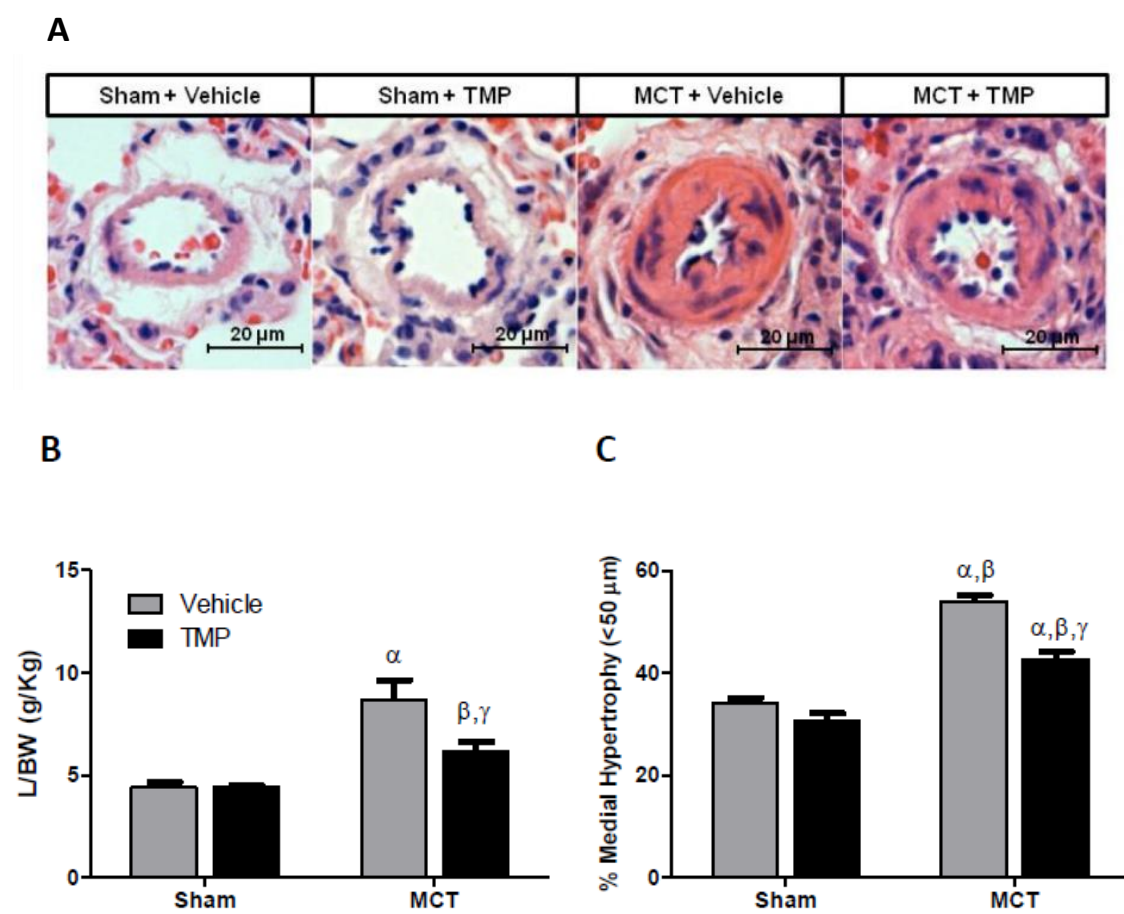 A
Sham + Vehicle
Sham + TMP
MCT + Vehicle
MCT + TMP
20 µm
20 µm
20 µm
20 µm
B
15
10
5
0
L/BW (g/Kg)
Vehicle
TMP
α
β,γ
Sham
MCT
C
60
40
20
0
% Medial Hypertrophy (<50 µm)
α,β
α,β,γ
Sham
MCT